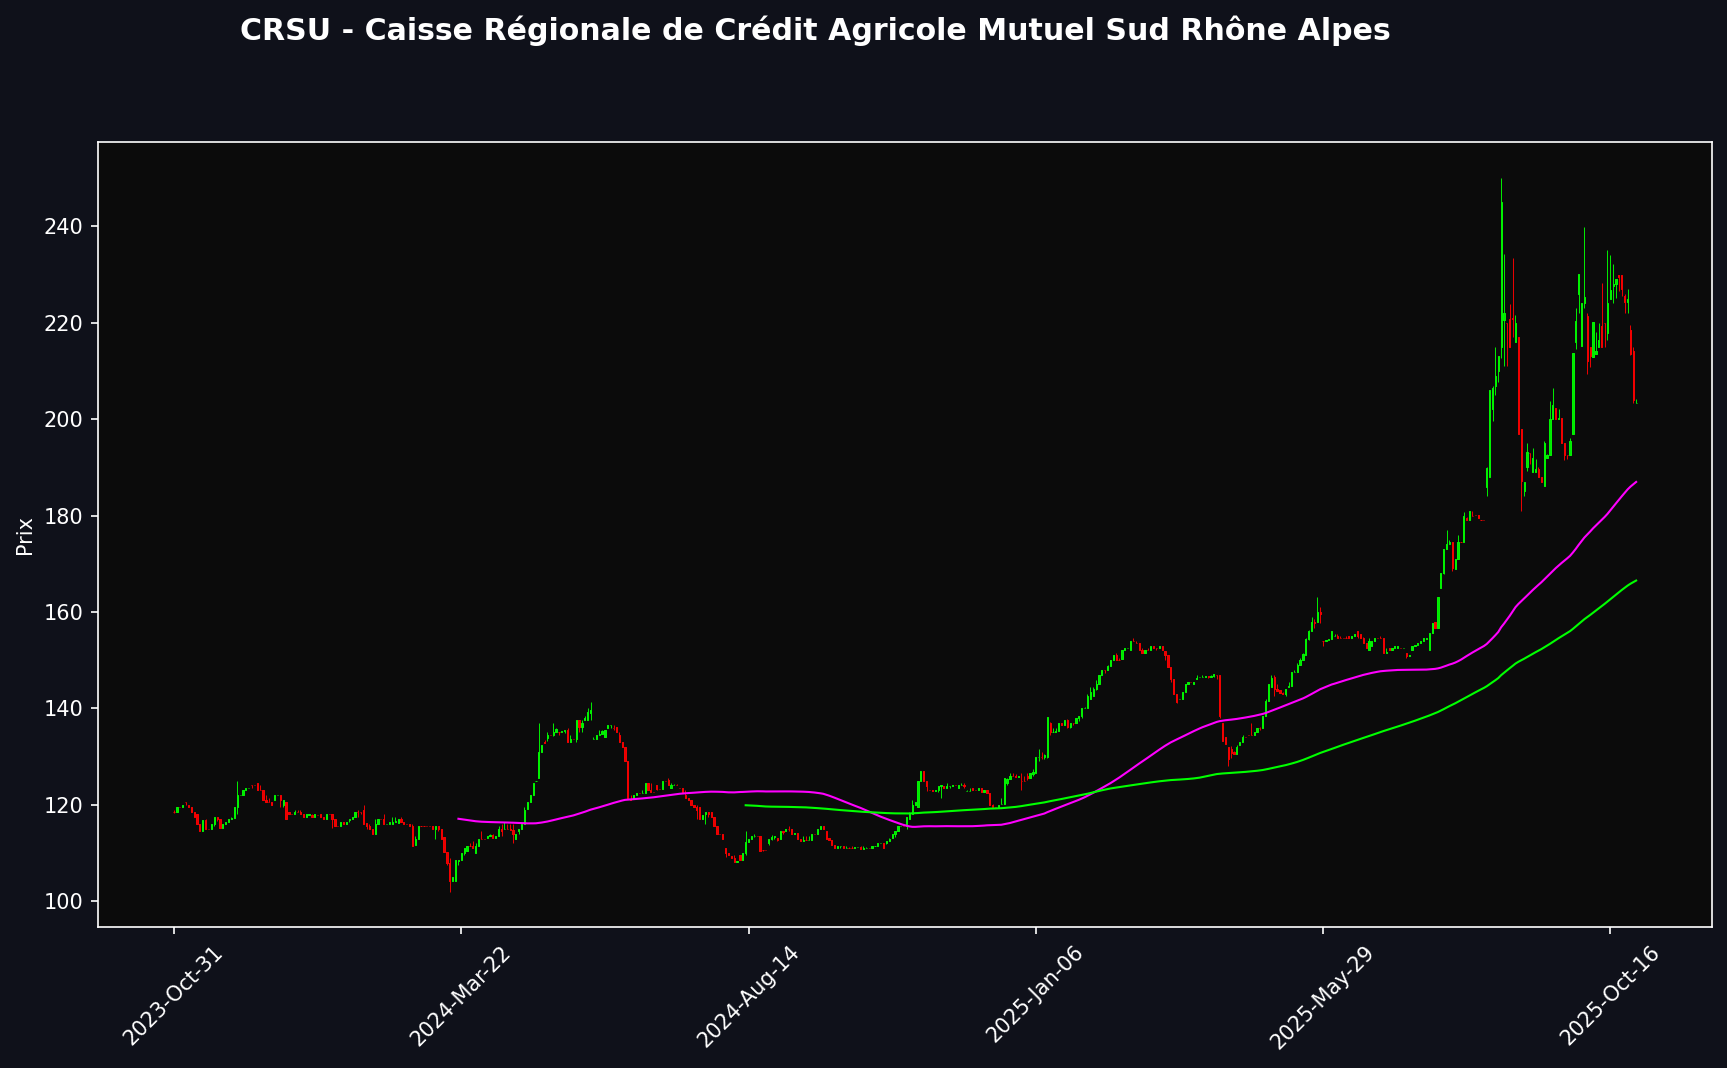 CRSU - Caisse Régionale de Crédit Agricole Mutuel Sud Rhône Alpes
Prix
240
220
200
180
160
140
120
100
2023-Oct-31
2024-Mar-22
2024-Aug-14
2025-Jan-06
2025-May-29
2025-Oct-16